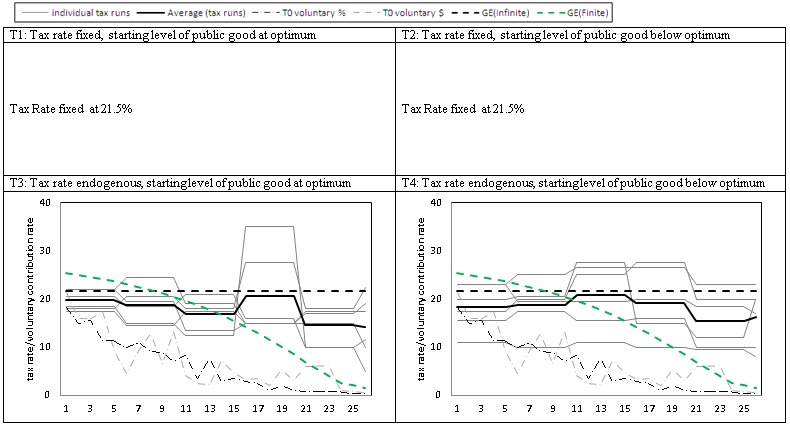 individual tax runs Average (tax runs) T0 voluntary % T0 voluntary $ GE(Infinite) GE(Finite)
T1: Tax rate fixed, starting level of public good at optimum
T2: Tax rate fixed, starting level of public good below optimum
Tax Rate fixed at 21.5%
Tax Rate fixed at 21.5%
T3: Tax rate endogenous, starting level of public good at optimum
T4: Tax rate endogenous, starting level of public good below optimum
tax rate/voluntary contribution rate
40
30
20
10
0
1 3 5 7 9 11 13 15 17 19 21 23 25
tax rate/voluntary contribution rate
40
30
20
10
0
1 3 5 7 9 11 13 15 17 19 21 23 25